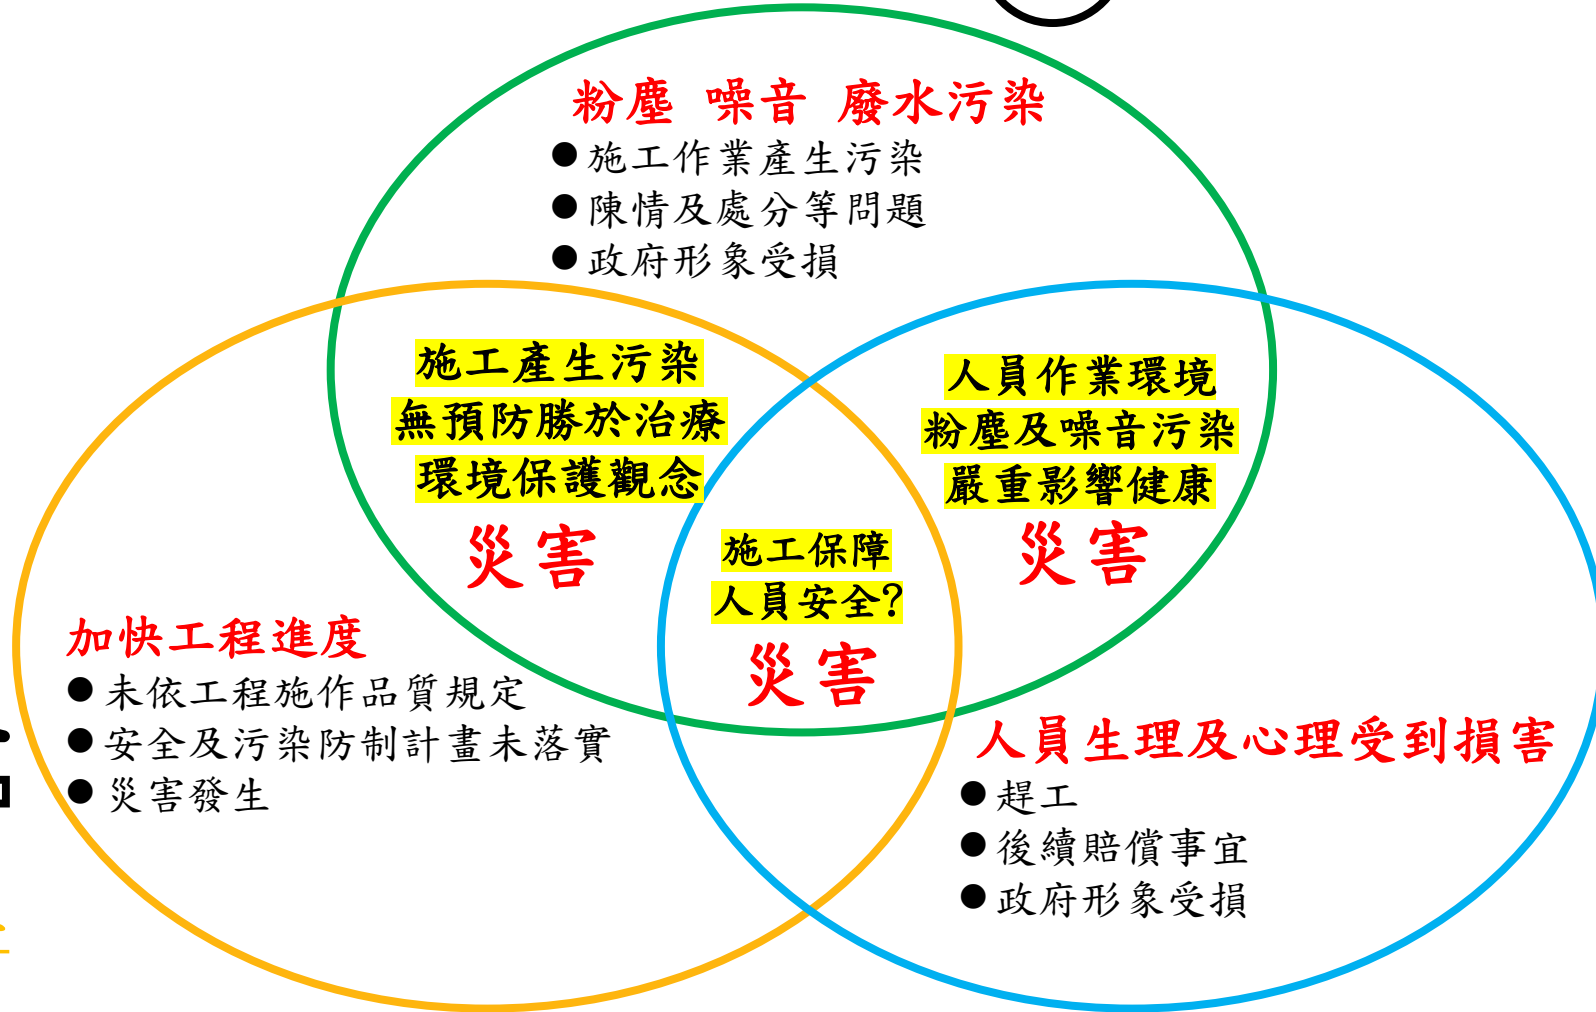 粉塵 噪音 廢水污染
●施工作業產生污染
●陳情及處分等問題
●政府形象受損
施工產生污染
無預防勝於治療
環境保護觀念
災害
人員作業環境
粉塵及噪音污染
嚴重影響健康
災害
施工保障
人員安全?
災害
加快工程進度
●未依工程施作品質規定
●安全及污染防制計畫未落實
●災害發生
人員生理及心理受到損害
●趕工
●後續賠償事宜
●政府形象受損